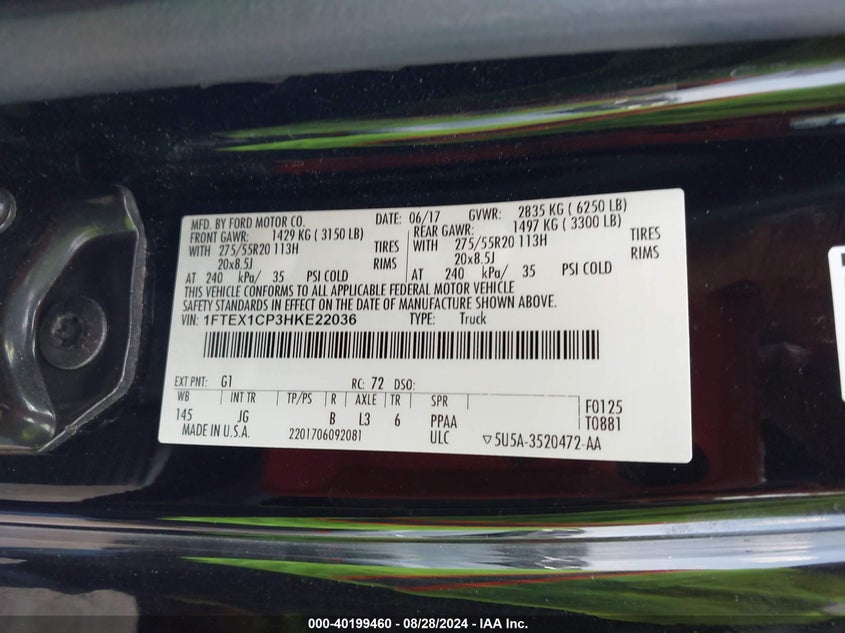 MFD. BY FORD MOTOR CO. DATE: 06/17 GVWR: 2835 KG ( 6250 LB)
FRONT GAWR: 1429 KG ( 3150 LB) REAR GAWR: 1497 KG ( 3300 LB)
WITH 275/55R20 113H TIRES WITH 275/55R20 113H TIRES
20x8.5J RIMS 20x8.5J RIMS
AT 240 kPa/ 35 PSI COLD AT 240 kPa/ 35 PSI COLD
THIS VEHICLE CONFORMS TO ALL APPLICABLE FEDERAL MOTOR VEHICLE
SAFETY STANDARDS IN EFFECT ON THE DATE OF MANUFACTURE SHOWN ABOVE.
VIN: 1FTEX1CP3HKE22036 TYPE: Truck
EXT PNT: G1 RC: 72 DSO:
WB INT TR TP/PS R AXLE TR SPR F0125
145 JG B L3 6 PPAA T0881
MADE IN U.S.A. 2201706092081 ULC ▽5U5A-3520472-AA
000-40199460 - 08/28/2024 - IAAI.com